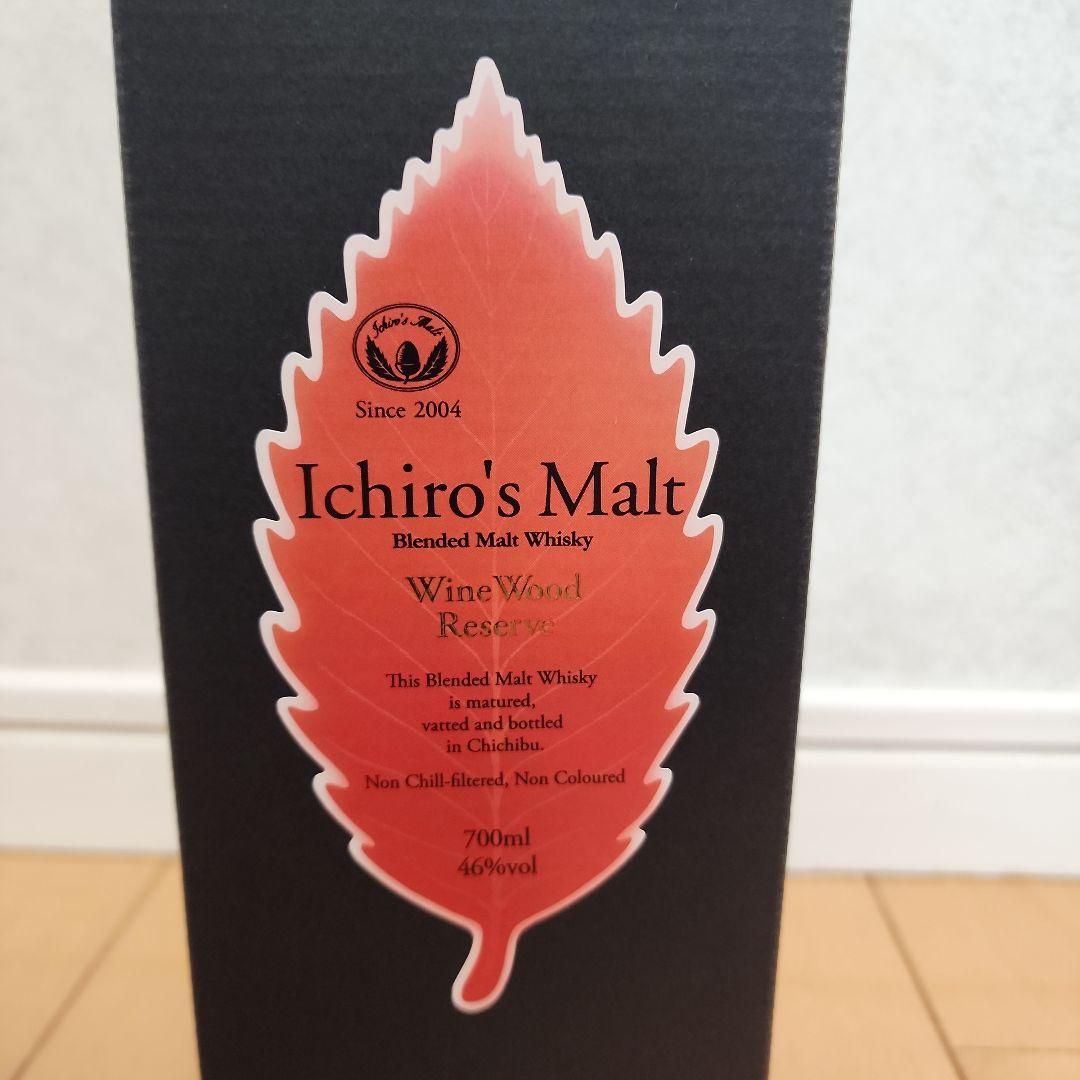 Ichiro's Malt
Since 2004
Ichiro's Malt
Blended Malt Whisky
Wine Wood
Reserve
This Blended Malt Whisky
is matured,
vatted and bottled
in Chichibu.
Non Chill-filtered, Non Coloured
700ml
46%vol